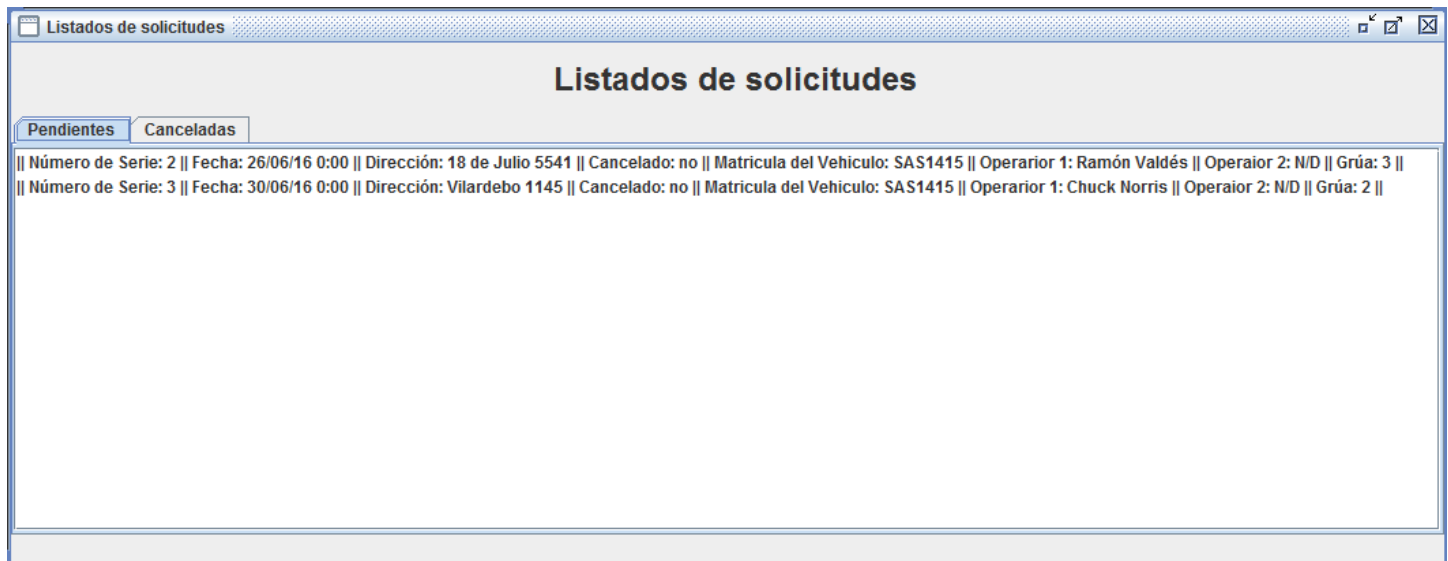 Listados de solicitudes
Listados de solicitudes
Pendientes Canceladas
|| Número de Serie: 2 || Fecha: 26/06/16 0:00 || Dirección: 18 de Julio 5541 || Cancelado: no || Matricula del Vehiculo: SAS1415 || Operarior 1: Ramón Valdés || Operaior 2: N/D || Grúa: 3 ||
|| Número de Serie: 3 || Fecha: 30/06/16 0:00 || Dirección: Vilardebo 1145 || Cancelado: no || Matricula del Vehiculo: SAS1415 || Operarior 1: Chuck Norris || Operaior 2: N/D || Grúa: 2 ||